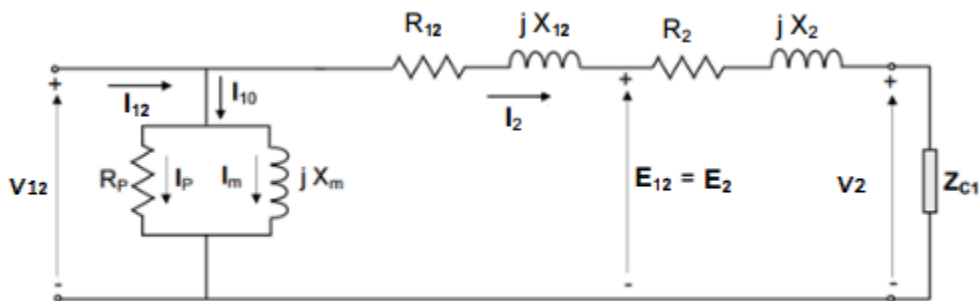 R12 j X12 R2 j X2
+ I12 I10 I2 + +
V12 RP IP Im j Xm E12 = E2 V2 ZC1
- - -